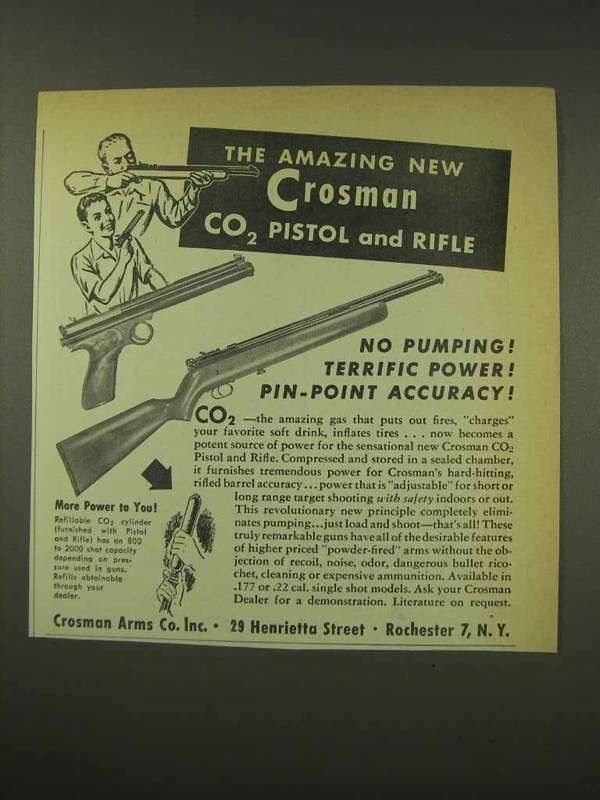 THE AMAZING NEW
Crosman
CO2 PISTOL and RIFLE
NO PUMPING!
TERRIFIC POWER!
PIN-POINT ACCURACY!
CO2 —the amazing gas that puts out fires, "charges"
your favorite soft drink, inflates tires . . . now becomes a
potent source of power for the sensational new Crosman CO2
Pistol and Rifle. Compressed and stored in a sealed chamber,
it furnishes tremendous power for Crosman's hard-hitting,
rifled barrel accuracy...power that is "adjustable" for short or
long range target shooting with safety indoors or out.
This revolutionary new principle completely elimi-
nates pumping...just load and shoot—that's all! These
truly remarkable guns have all of the desirable features
of higher priced "powder-fired" arms without the ob-
jection of recoil, noise, odor, dangerous bullet rico-
chet, cleaning or expensive ammunition. Available in
.177 or .22 cal. single shot models. Ask your Crosman
Dealer for a demonstration. Literature on request.
More Power to You!
Refillable CO2 cylinder
(furnished with Pistol
and Rifle) has an 800
to 2000 shot capacity
depending on pres-
sure used in guns.
Refills obtainable
through your
dealer.
Crosman Arms Co. Inc. • 29 Henrietta Street • Rochester 7, N. Y.